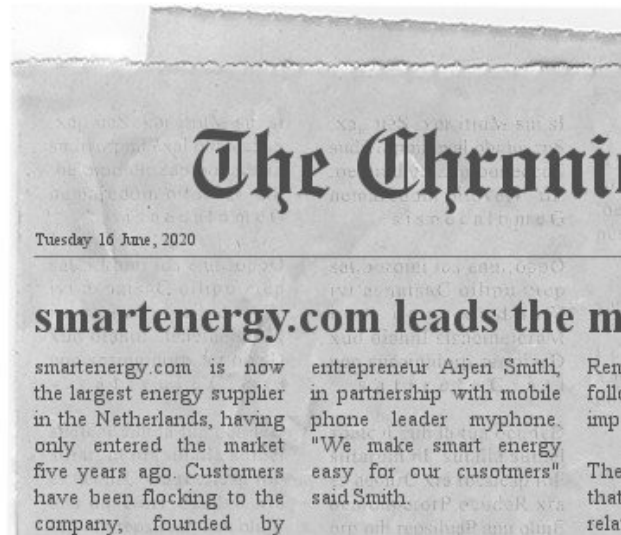 The Chroni
Tuesday 16 June, 2020
smartenergy.com leads the m
smartenergy.com is now
the largest energy supplier
in the Netherlands, having
only entered the market
five years ago. Customers
have been flocking to the
company, founded by
entrepreneur Arjen Smith,
in partnership with mobile
phone leader myphone.
"We make smart energy
easy for our cusotmers"
said Smith.
Ren
follo
imp
The
that
rela